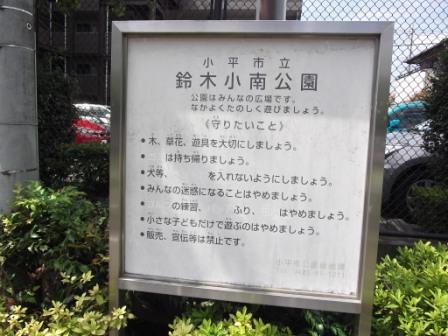 小平市立
鈴木小南公園
公園はみんなの広場です。
なかよくたのしく遊びましょう。
《守りたいこと》
●木、草花、遊具を大切にしましょう。
● は持ち帰りましょう。
●犬等、 を入れないようにしましょう。
●みんなの迷惑になることはやめましょう。
● の練習、 ふり、 はやめましょう。
●小さな子どもだけで遊ぶのはやめましょう。
●販売、宣伝等は禁止です。